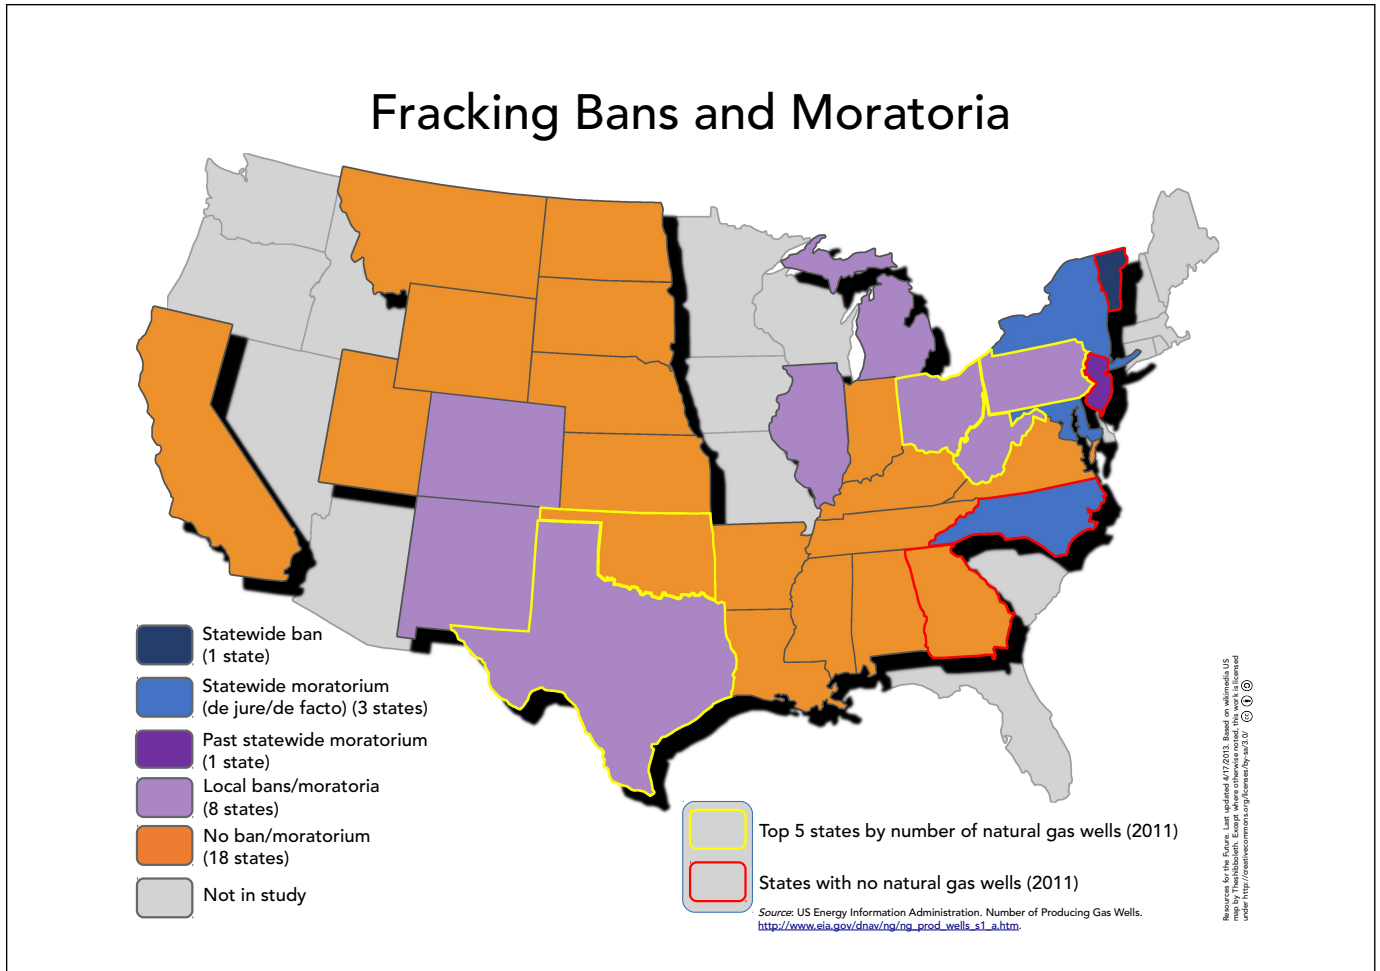 Fracking Bans and Moratoria
Statewide ban
(1 state)
Statewide moratorium
(de jure/de facto) (3 states)
Past statewide moratorium
(1 state)
Local bans/moratoria
(8 states)
No ban/moratorium
(18 states)
Not in study
Top 5 states by number of natural gas wells (2011)
States with no natural gas wells (2011)
Source: US Energy Information Administration. Number of Producing Gas Wells.
http://www.eia.gov/dnav/ng/ng_prod_wells_s1_a.htm.
Resources for the Future. Last updated 4/17/2013. Based on wikimedia US
map by Theshibboleth. Except where otherwise noted, this work is licensed
under http://creativecommons.org/licenses/by-sa/3.0/